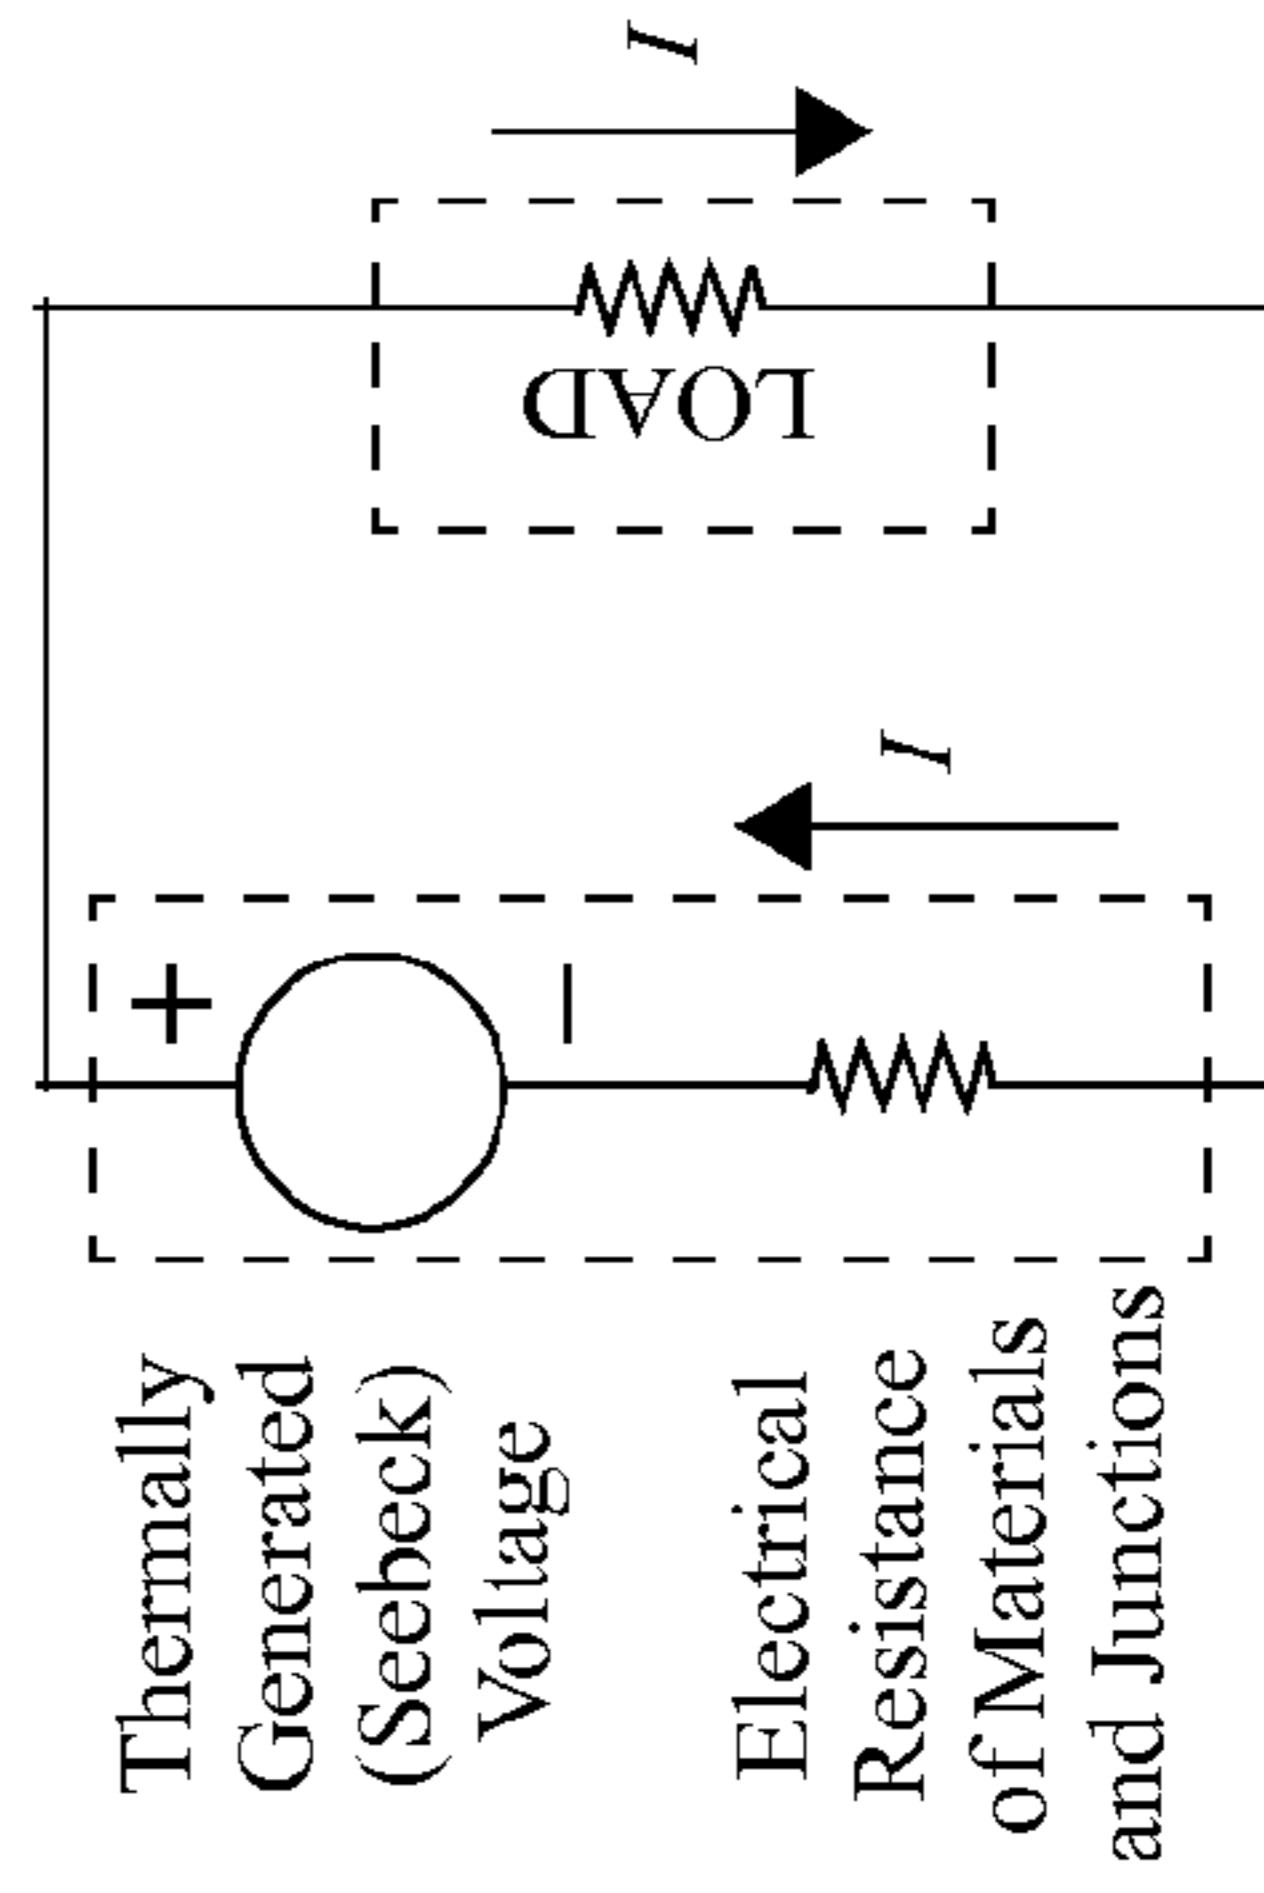 Thermally
Generated
(Seebeck)
Voltage
+
−
Electrical
Resistance
of Materials
and Junctions
I
LOAD
I